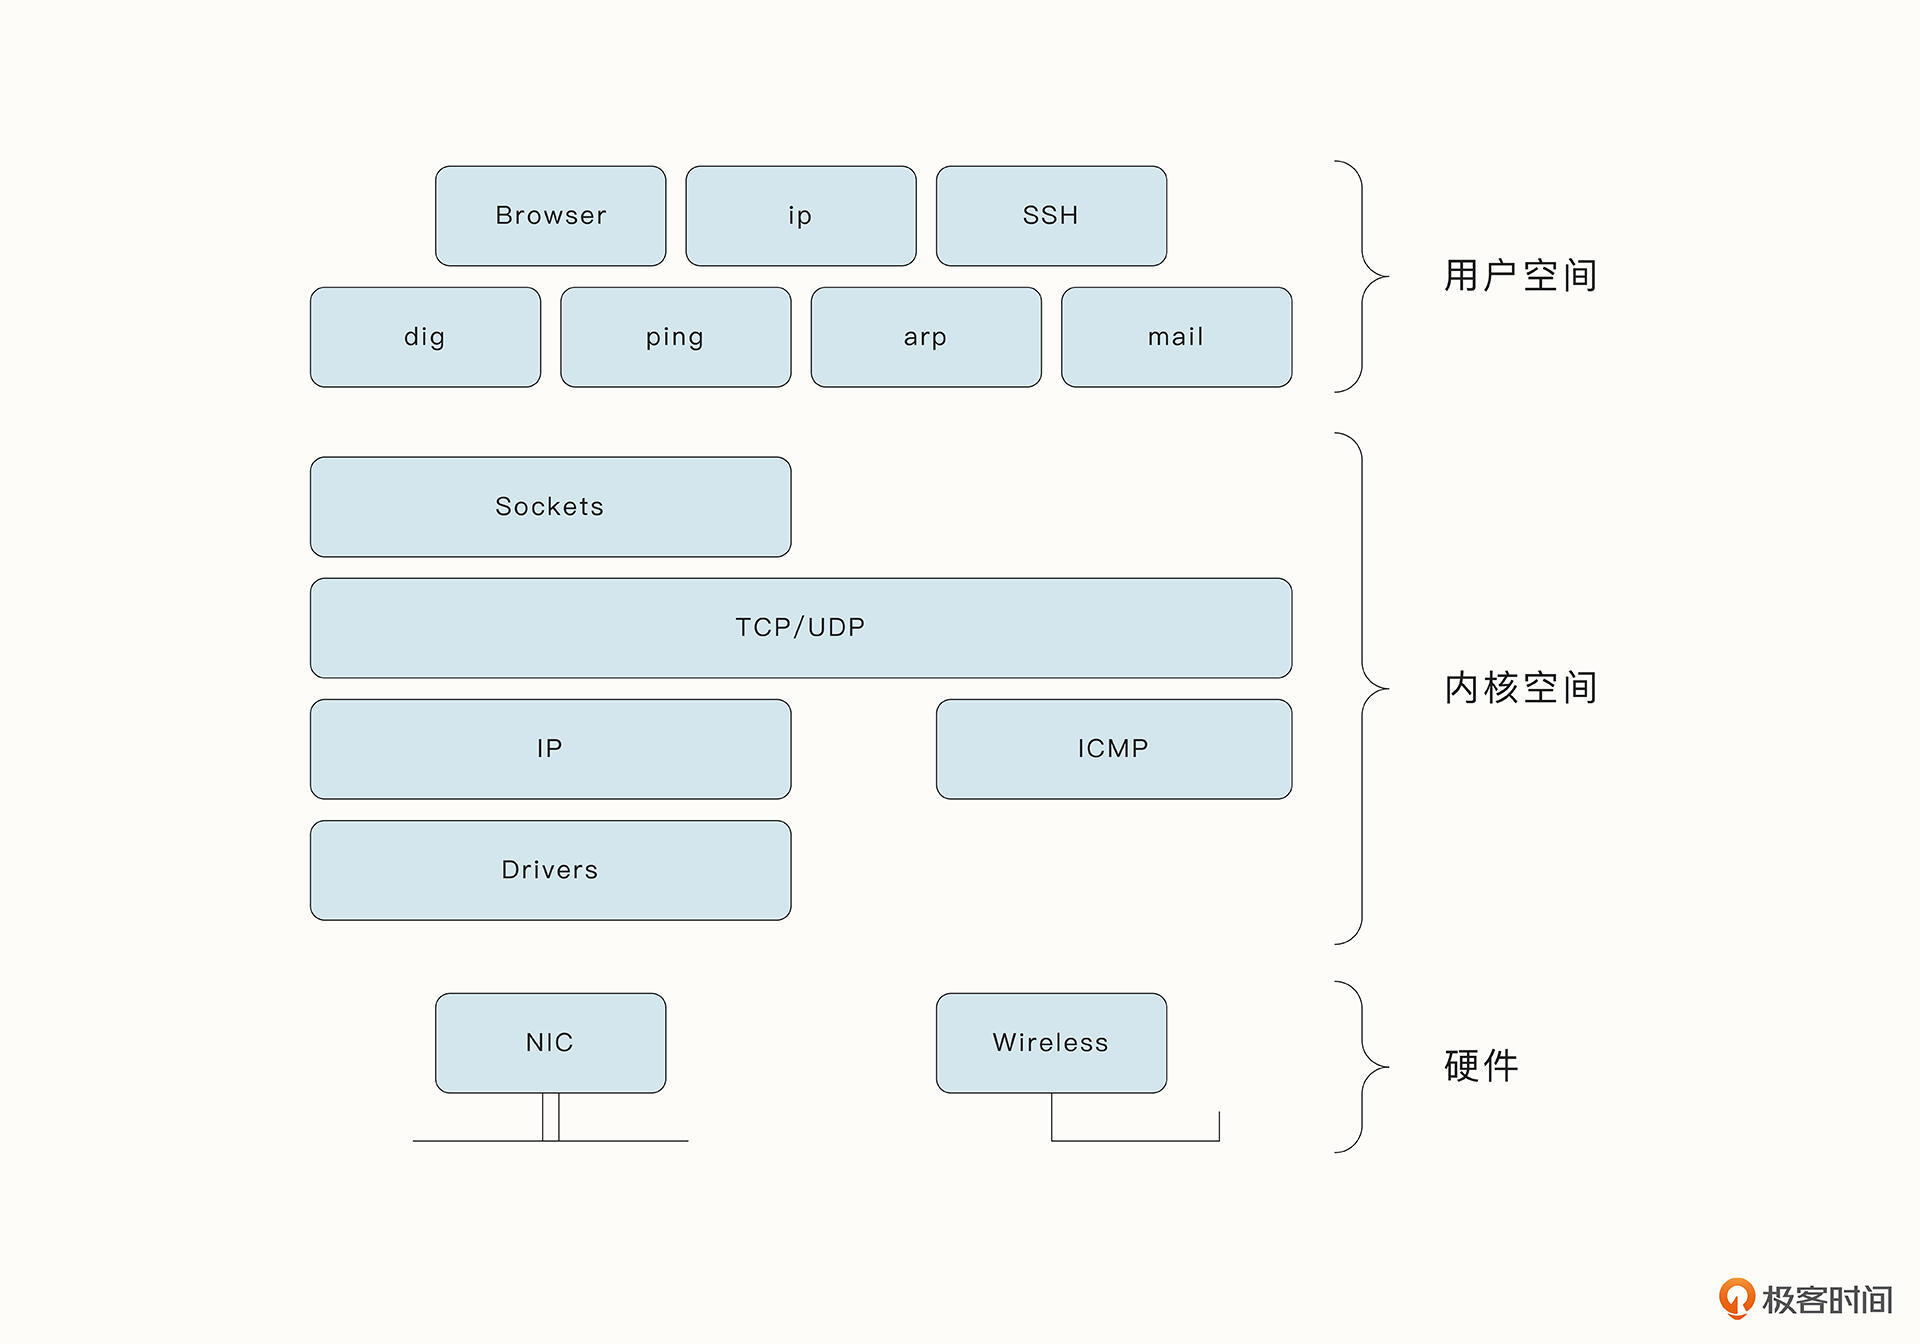 Browser
ip
SSH
用户空间
dig
ping
arp
mail
Sockets
TCP/UDP
内核空间
IP
ICMP
Drivers
NIC
Wireless
硬件
极客时间